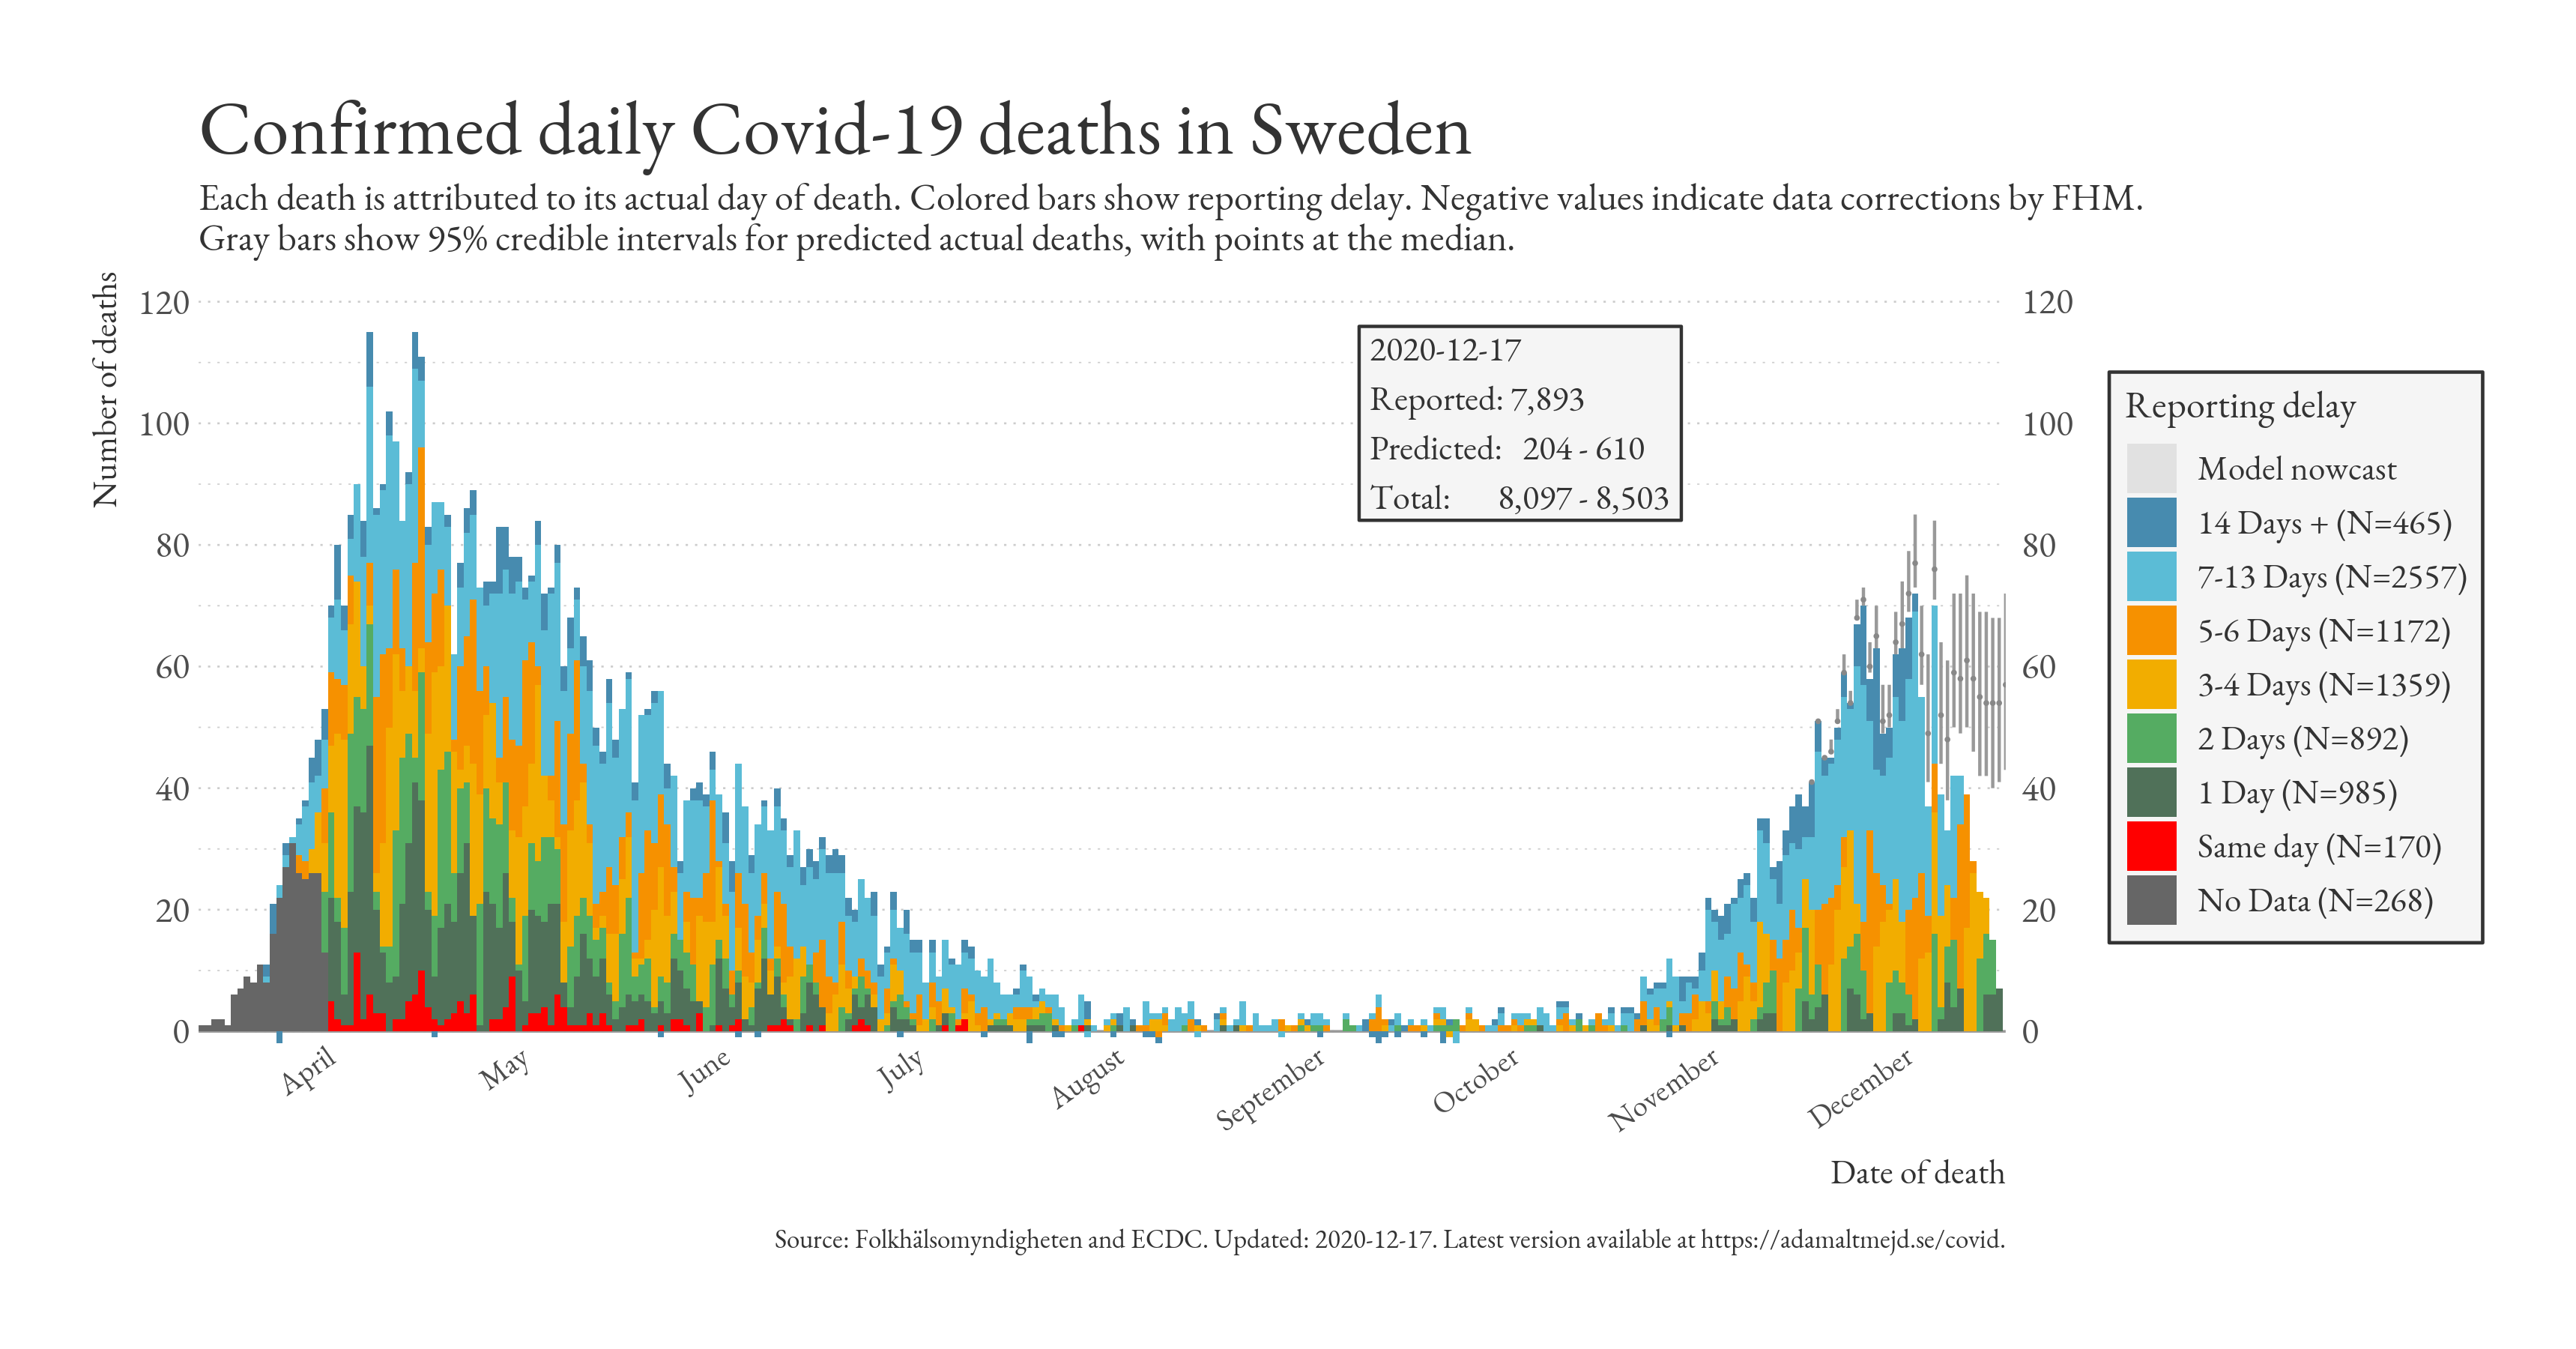 Confirmed daily Covid-19 deaths in Sweden
Each death is attributed to its actual day of death. Colored bars show reporting delay. Negative values indicate data corrections by FHM.
Gray bars show 95% credible intervals for predicted actual deaths, with points at the median.
Number of deaths
120
100
80
60
40
20
0
120
100
80
60
40
20
0
2020-12-17
Reported: 7,893
Predicted: 204 - 610
Total: 8,097 - 8,503
Reporting delay
Model nowcast
14 Days + (N=465)
7-13 Days (N=2557)
5-6 Days (N=1172)
3-4 Days (N=1359)
2 Days (N=892)
1 Day (N=985)
Same day (N=170)
No Data (N=268)
April
May
June
July
August
September
October
November
December
Date of death
Source: Folkhälsomyndigheten and ECDC. Updated: 2020-12-17. Latest version available at https://adamaltmejd.se/covid.